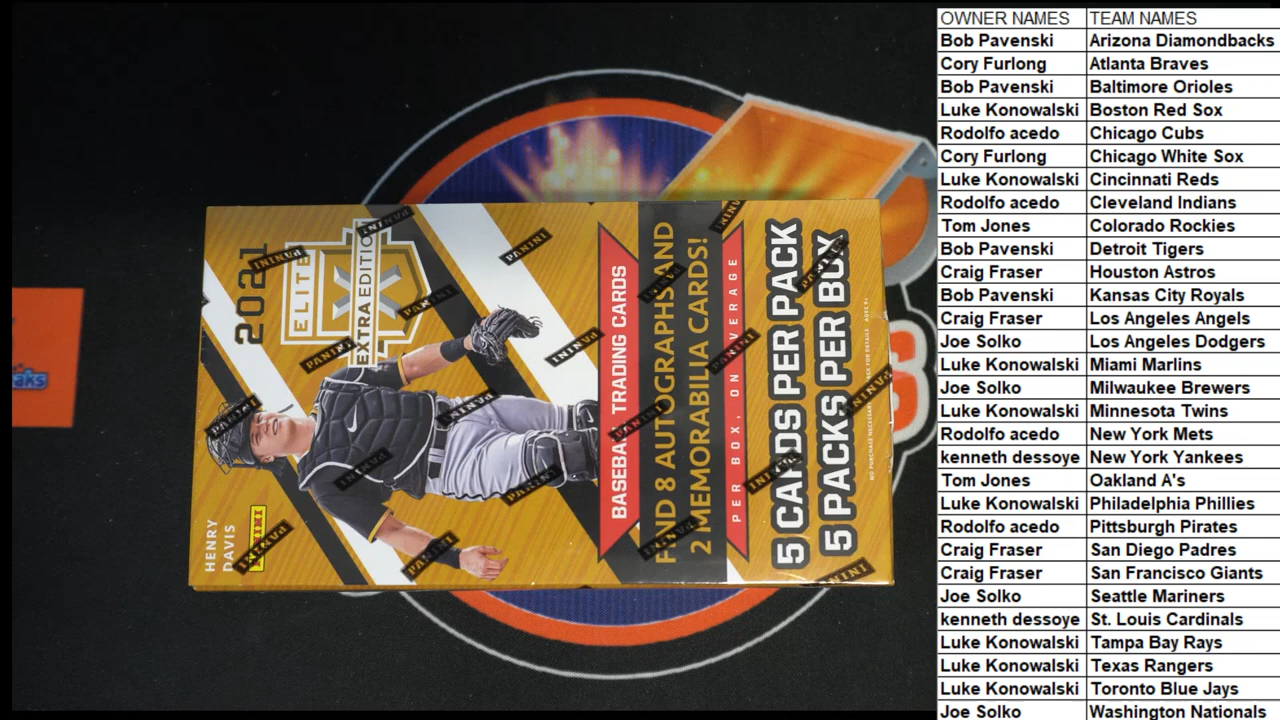 2021
ELITE
EXTRA EDITION
HENRY
DAVIS
PANINI
BASEBALL TRADING CARDS
FIND 8 AUTOGRAPHS AND
2 MEMORABILIA CARDS!
PER BOX, ON AVERAGE
5 CARDS PER PACK
5 PACKS PER BOX
OWNER NAMES TEAM NAMES
Bob Pavenski Arizona Diamondbacks
Cory Furlong Atlanta Braves
Bob Pavenski Baltimore Orioles
Luke Konowalski Boston Red Sox
Rodolfo acedo Chicago Cubs
Cory Furlong Chicago White Sox
Luke Konowalski Cincinnati Reds
Rodolfo acedo Cleveland Indians
Tom Jones Colorado Rockies
Bob Pavenski Detroit Tigers
Craig Fraser Houston Astros
Bob Pavenski Kansas City Royals
Craig Fraser Los Angeles Angels
Joe Solko Los Angeles Dodgers
Luke Konowalski Miami Marlins
Joe Solko Milwaukee Brewers
Luke Konowalski Minnesota Twins
Rodolfo acedo New York Mets
kenneth dessoye New York Yankees
Tom Jones Oakland A's
Luke Konowalski Philadelphia Phillies
Rodolfo acedo Pittsburgh Pirates
Craig Fraser San Diego Padres
Craig Fraser San Francisco Giants
Joe Solko Seattle Mariners
kenneth dessoye St. Louis Cardinals
Luke Konowalski Tampa Bay Rays
Luke Konowalski Texas Rangers
Luke Konowalski Toronto Blue Jays
Joe Solko Washington Nationals